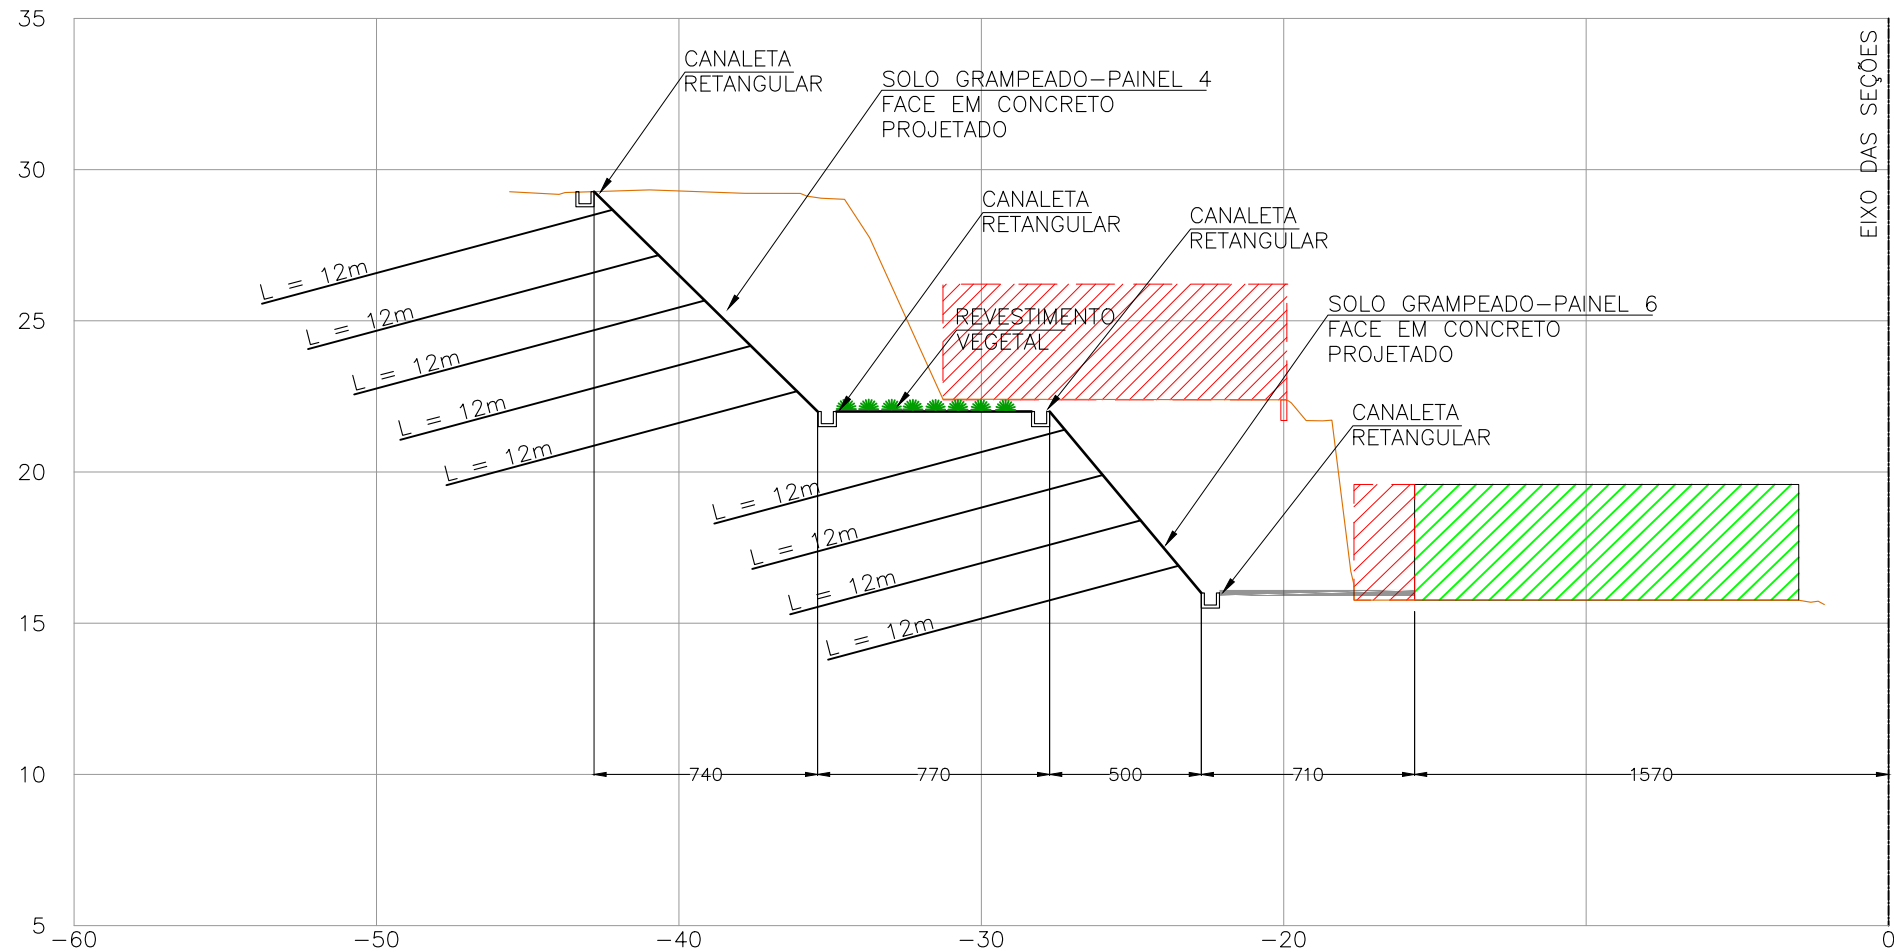 35
CANALETA
RETANGULAR
SOLO GRAMPEADO-PAINEL 4
FACE EM CONCRETO
PROJETADO
EIXO DAS SEÇÕES
30
CANALETA
RETANGULAR
CANALETA
RETANGULAR
L = 12m
L = 12m
L = 12m
L = 12m
L = 12m
25
REVESTIMENTO
VEGETAL
SOLO GRAMPEADO-PAINEL 6
FACE EM CONCRETO
PROJETADO
CANALETA
RETANGULAR
20
L = 12m
L = 12m
L = 12m
L = 12m
15
10
740
770
500
710
1570
5
-60
-50
-40
-30
-20
0